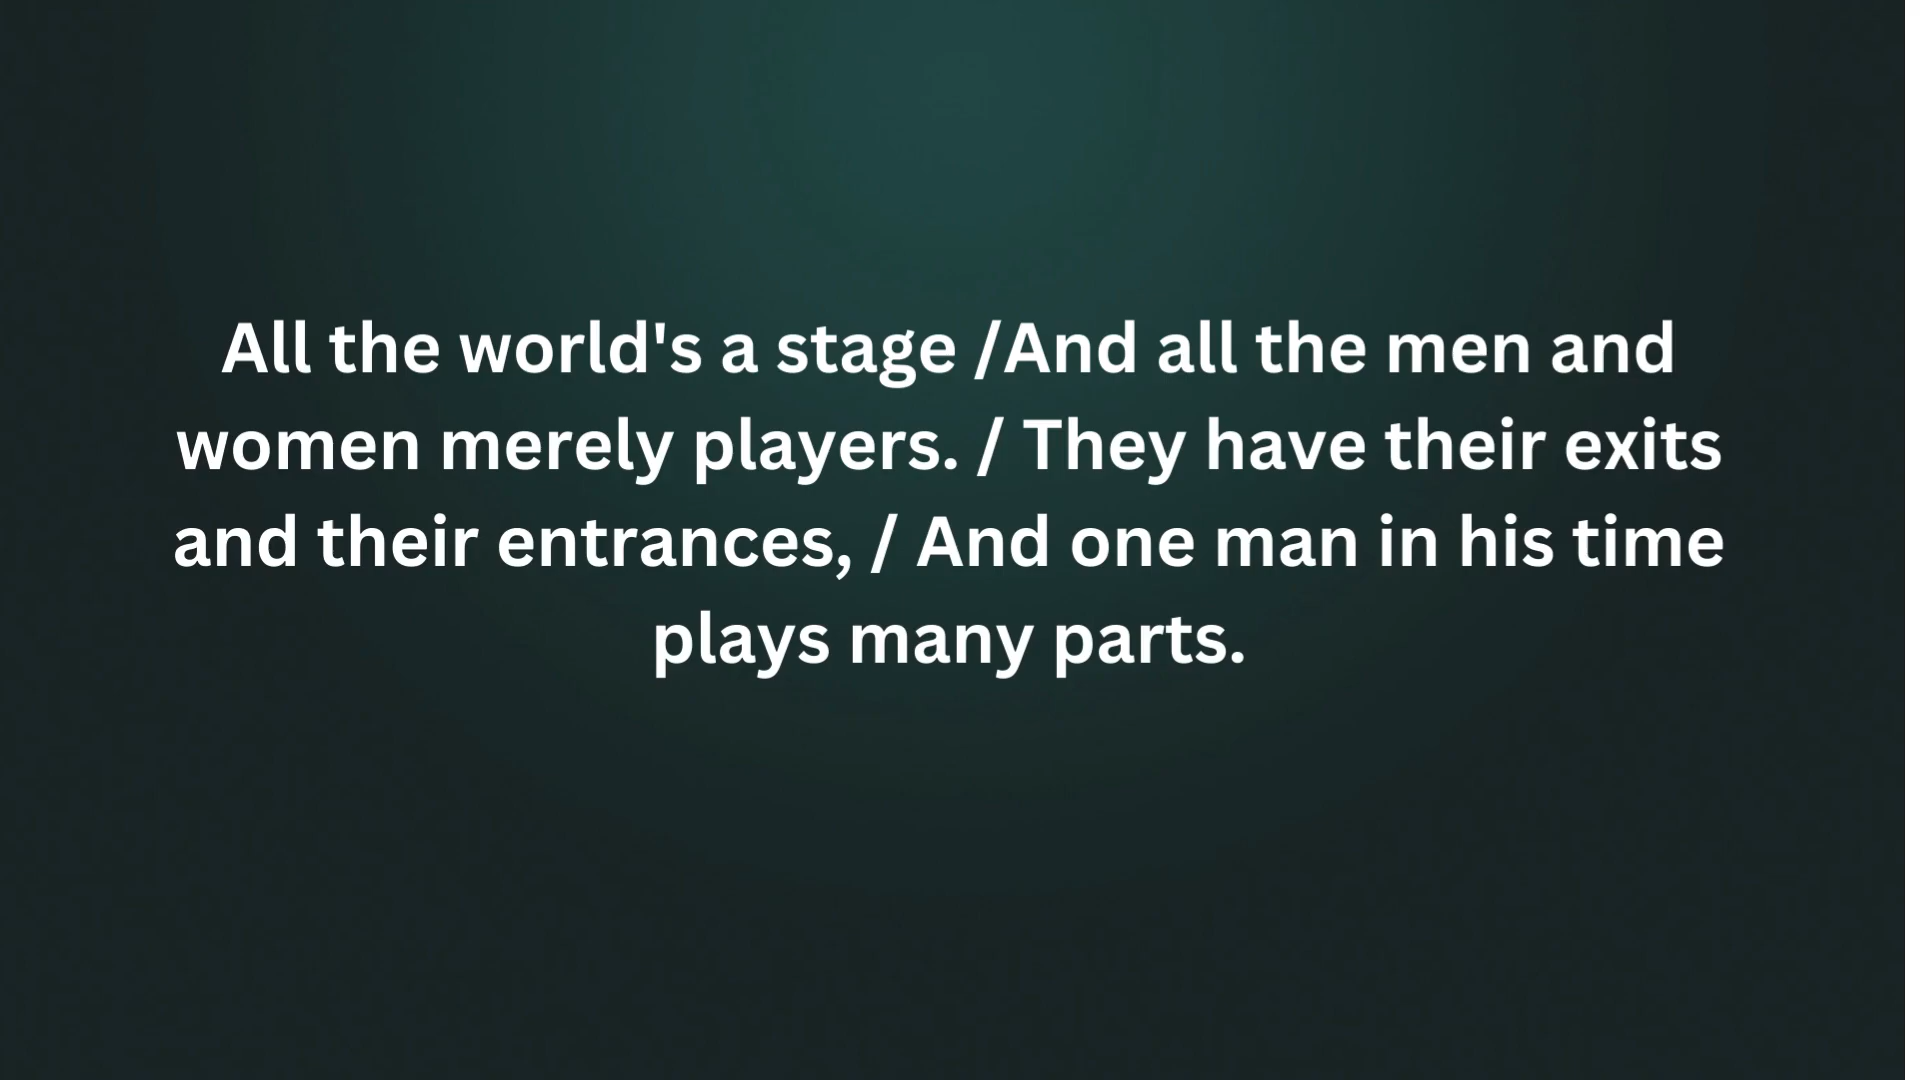 All the world's a stage /And all the men and
women merely players. / They have their exits
and their entrances, / And one man in his time
plays many parts.